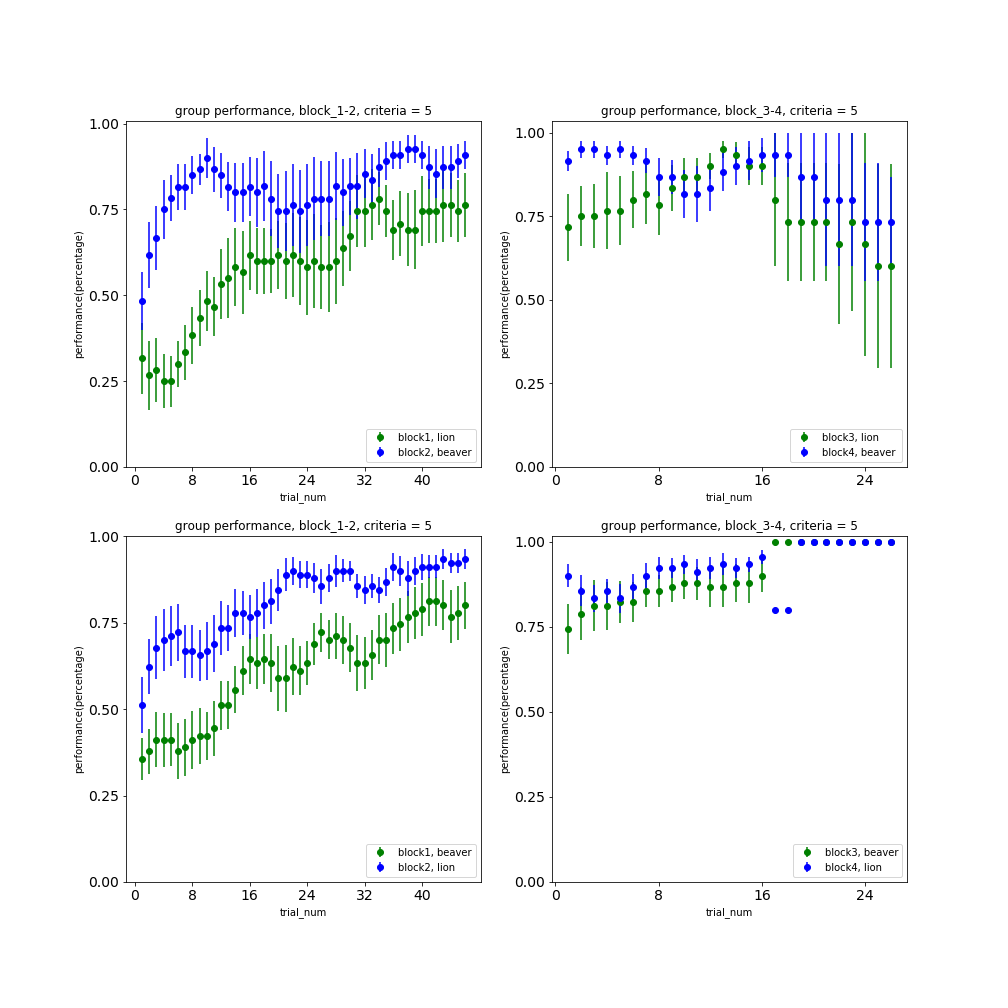 group performance, block_1-2, criteria = 5
1.00
0.75
0.50
0.25
0.00
performance(percentage)
block1, lion
block2, beaver
0 8 16 24 32 40
trial_num
group performance, block_3-4, criteria = 5
1.00
0.75
0.50
0.25
0.00
performance(percentage)
block3, lion
block4, beaver
0 8 16 24
trial_num
group performance, block_1-2, criteria = 5
1.00
0.75
0.50
0.25
0.00
performance(percentage)
block1, beaver
block2, lion
0 8 16 24 32 40
trial_num
group performance, block_3-4, criteria = 5
1.00
0.75
0.50
0.25
0.00
performance(percentage)
block3, beaver
block4, lion
0 8 16 24
trial_num